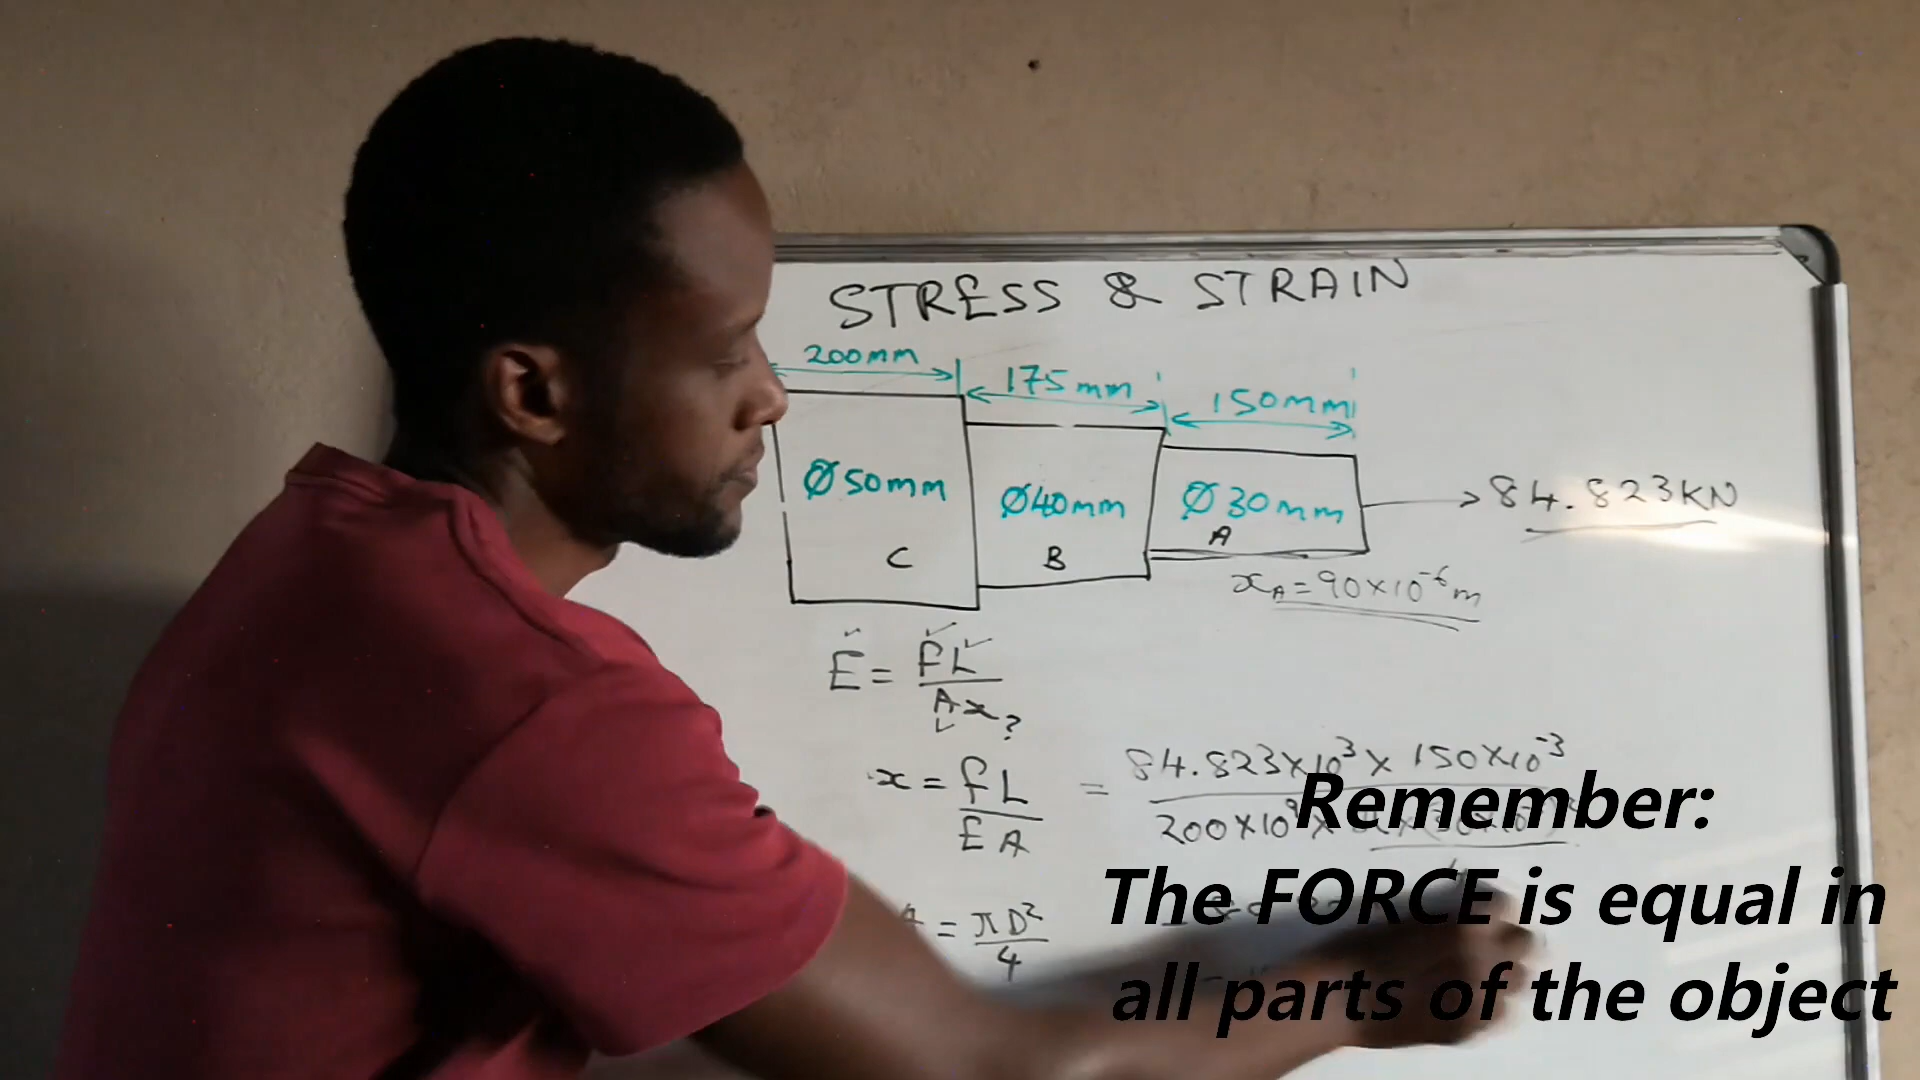 STRESS & STRAIN
200mm
175mm
150mm
Ø50mm
Ø40mm
Ø30mm
84.823KN
C
B
A
xA=90×10⁻⁶m
E = FL
Ax?
x = FL = 84.823×10³ × 150×10⁻³
EA 200×10⁹×
= πD²
4
Remember:
The FORCE is equal in
all parts of the object